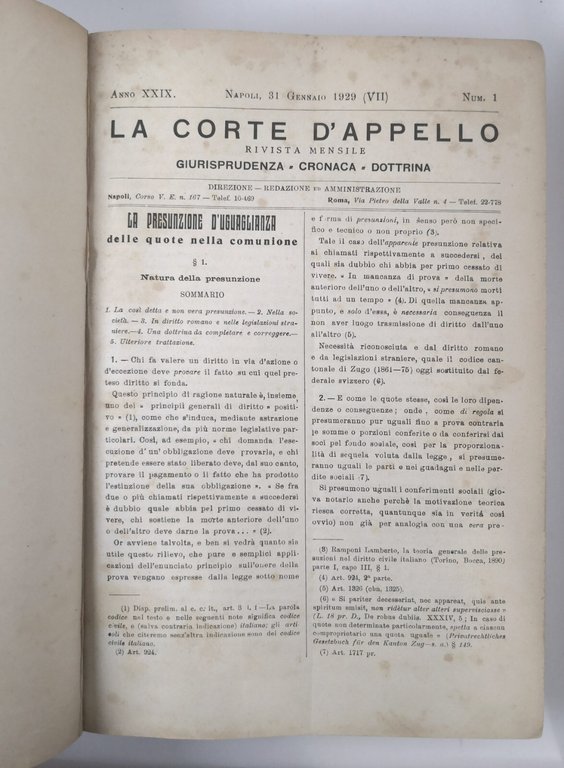 ANNO XXIX. NAPOLI, 31 GENNAIO 1929 (VII) NUM. 1
LA CORTE D'APPELLO
RIVISTA MENSILE
GIURISPRUDENZA - CRONACA - DOTTRINA
DIREZIONE — REDAZIONE ED AMMINISTRAZIONE
Napoli, Corso V. E. n. 167 — Telef. 10-469 Roma, Via Pietro della Valle n. 4 — Telef. 22-778
LA PRESUNZIONE D'UGUAGLIANZA
delle quote nella comunione
§ 1.
Natura della presunzione
SOMMARIO
1. La così detta e non vera presunzione. — 2. Nella
società. — 3. In diritto romano e nelle legislazioni stra-
niere. — 4. Una dottrina da completare e correggere. —
5. Ulteriore trattazione.
1. — Chi fa valere un diritto in via d'azione o
d'eccezione deve provare il fatto su cui quel pre-
teso diritto si fonda.
Questo principio di ragione naturale è, insieme,
uno dei « principii generali di diritto » positi-
vo » (1), come che s'induca, mediante astrazione
e generalizzazione, da più norme legislative par-
ticolari. Così, ad esempio, « chi domanda l'ese-
cuzione d'un' obbligazione deve provarla, e chi
pretende essere stato liberato deve, dal suo canto,
provare il pagamento o il fatto che ha prodotto
l'estinzione della sua obbligazione ». « Se fra
due o più chiamati rispettivamente a succedersi
è dubbio quale abbia pel primo cessato di
vivere, chi sostiene la morte anteriore dell'uno
o dell'altro deve darne la prova... » (2).
Or avviene talvolta, e ben si vedrà quanto sia
utile questo rilievo, che pure e semplici appli-
cazioni dell'enunciato principio sull'onere della
prova vengano espresse dalla legge sotto nome
(1) Disp. prelim. al c. civ., art. 3 in f. — La parola
codice nel testo e nelle seguenti note significa codice
civile, e (salva contraria indicazione) italiano; gli arti-
coli che citeremo senz'altra indicazione sono del codice
civile italiano.
(2) Art. 924.
e forma di presunzioni, in senso però non speci-
fico e tecnico o non proprio (3).
Tale il caso dell'apparente presunzione relativa
ai chiamati rispettivamente a succedersi, dei
quali sia dubbio chi abbia per primo cessato di
vivere. « In mancanza di prova » della morte
anteriore dell'uno o dell'altro, « si presumono morti
tutti ad un tempo » (4). Di quella mancanza ap-
punto, e solo d'essa, è necessaria conseguenza il
non aver luogo trasmissione di diritto dall'uno
all'altro (5).
Necessità riconosciuta e dal diritto romano
e da legislazioni straniere, quale il codice can-
tonale di Zugo (1861—75) oggi sostituito dal fe-
derale svizzero (6).
2. — E come le quote stesse, così le loro dipen-
denze o conseguenze; onde, come di regola si
presumeranno pur uguali fino a prova contraria
le somme o porzioni conferite o da conferirsi dai
soci pel fondo sociale, così per la proporziona-
lità di seguela voluta dalla legge, si presume-
ranno uguali le parti e nei guadagni e nelle per-
dite sociali (7).
Si presumono uguali i conferimenti sociali (gio-
va notarlo anche perchè la motivazione teorica
riesca corretta, quantunque sia in verità così
ovvio) non già per analogia con una vera pre-
(3) Ramponi Lamberto, la teoria generale delle pre-
sunzioni nel diritto civile italiano (Torino, Bocca, 1890)
parte I, capo III, § 1.
(4) Art. 924, 2ª parte.
(5) Art. 1326 (oba. 1325).
(6) « Si pariter decesserint, nec appareat, quis ante
spiritum emisit, non videtur alter alteri supervixisse »
(L. 18 pr. D., De rebus dubiis. XXXIV, 5; In caso di
quote non determinate particolarmente, spetta a ciascun
comproprietario una quota uguale » (Privatrechtliches
Gesetzbuch für den Kanton Zug — s. a.) § 149.
(7) Art. 1717 pr.